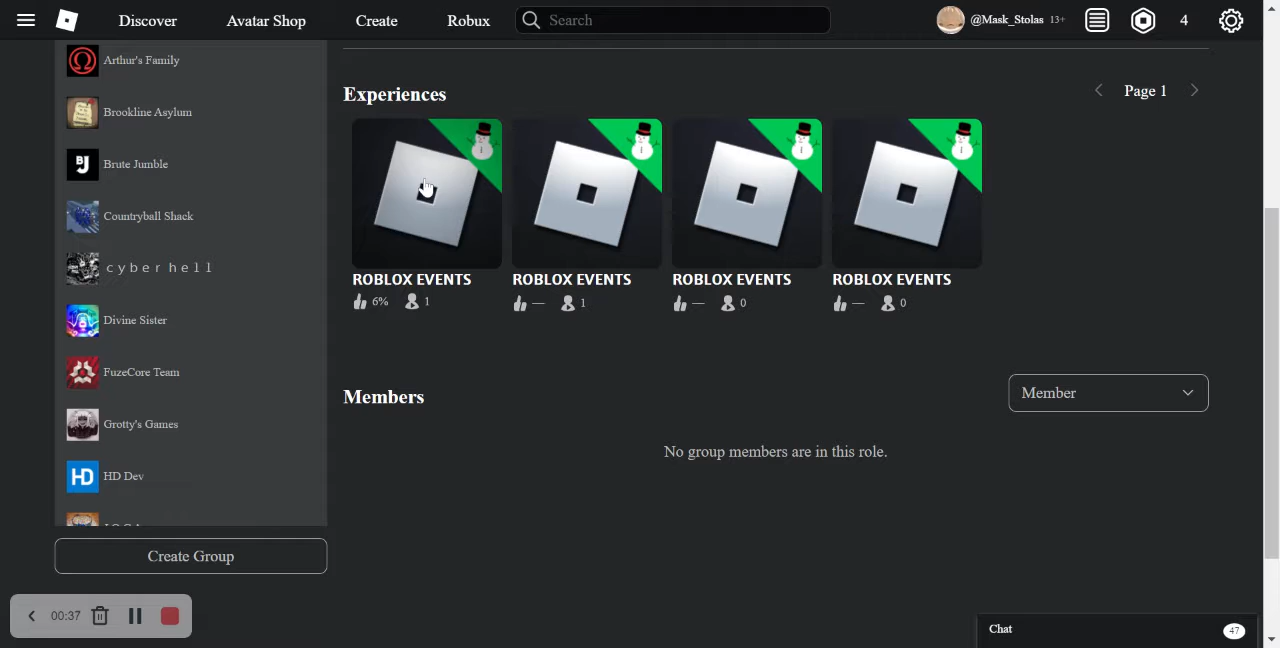 Discover Avatar Shop Create Robux Search @Mask_Stolas 13+ 4
Arthur's Family
Brookline Asylum
BJ Brute Jumble
Countryball Shack
c y b e r h e l l
Divine Sister
FuzeCore Team
Grotty's Games
HD HD Dev
Create Group
Experiences
Page 1
ROBLOX EVENTS ROBLOX EVENTS ROBLOX EVENTS ROBLOX EVENTS
6% 1 — 1 — 0 — 0
Members
Member
No group members are in this role.
00:37
Chat 47